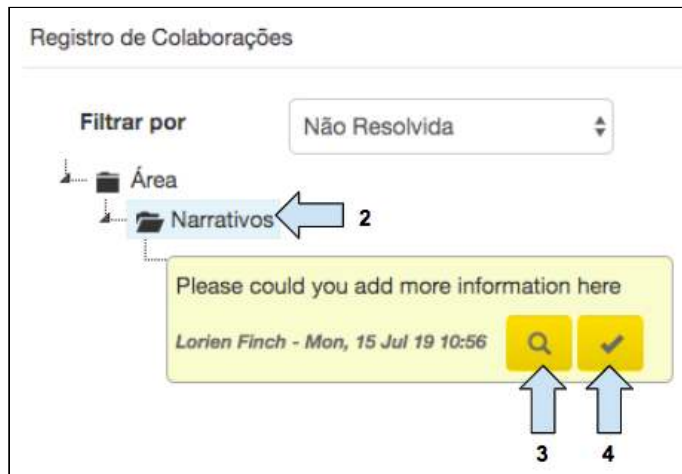 Registro de Colaborações
Filtrar por Não Resolvida
Área
Narrativos 2
Please could you add more information here
Lorien Finch - Mon, 15 Jul 19 10:56
3 4